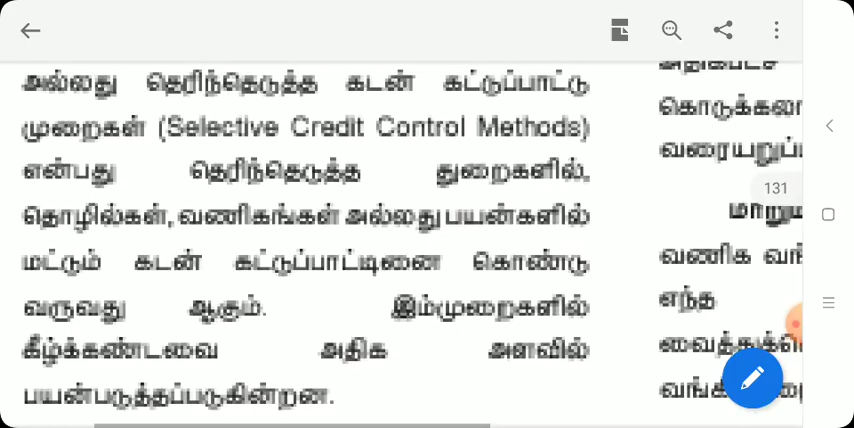 அல்லது தெரிந்தெடுத்த கடன் கட்டுப்பாட்டு
முறைகள் (Selective Credit Control Methods)
என்பது தெரிந்தெடுத்த துறைகளில்,
தொழில்கள், வணிகங்கள் அல்லது பயன்களில்
மட்டும் கடன் கட்டுப்பாட்டினை கொண்டு
வருவது ஆகும். இம்முறைகளில்
கீழ்க்கண்டவை அதிக அளவில்
பயன்படுத்தப்படுகின்றன.
131
வணிக
எந்த